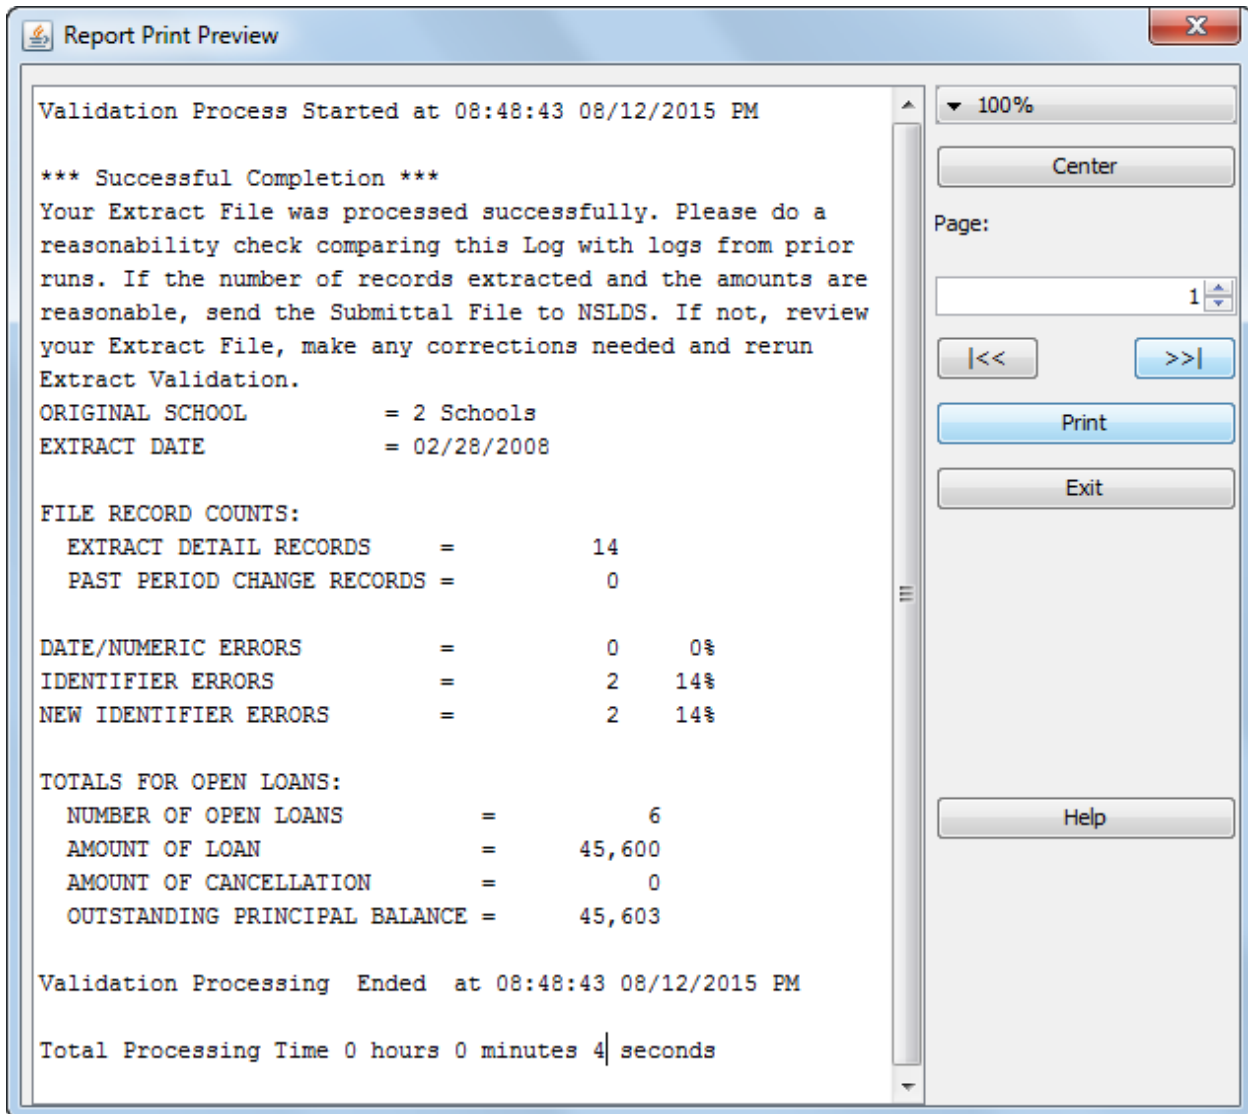 Report Print Preview
Validation Process Started at 08:48:43 08/12/2015 PM
*** Successful Completion ***
Your Extract File was processed successfully. Please do a
reasonability check comparing this Log with logs from prior
runs. If the number of records extracted and the amounts are
reasonable, send the Submittal File to NSLDS. If not, review
your Extract File, make any corrections needed and rerun
Extract Validation.
ORIGINAL SCHOOL = 2 Schools
EXTRACT DATE = 02/28/2008
FILE RECORD COUNTS:
EXTRACT DETAIL RECORDS = 14
PAST PERIOD CHANGE RECORDS = 0
DATE/NUMERIC ERRORS = 0 0%
IDENTIFIER ERRORS = 2 14%
NEW IDENTIFIER ERRORS = 2 14%
TOTALS FOR OPEN LOANS:
NUMBER OF OPEN LOANS = 6
AMOUNT OF LOAN = 45,600
AMOUNT OF CANCELLATION = 0
OUTSTANDING PRINCIPAL BALANCE = 45,603
Validation Processing Ended at 08:48:43 08/12/2015 PM
Total Processing Time 0 hours 0 minutes 4 seconds
100%
Center
Page:
1
|<< >>|
Print
Exit
Help